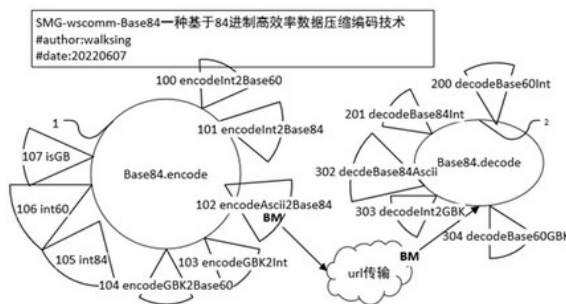 SMG-wscomm-Base84一种基于84进制高效率数据压缩编码技术
#author:walksing
#date:20220607
100 encodeInt2Base60
200 decodeBase60Int
1
101 encodeInt2Base84
201 decodeBase84Int
2
107 isGB
Base84.encode
Base84.decode
302 decdeBase84Ascii
106 int60
102 encodeAscii2Base84
BM
303 decodeInt2GBK
105 int84
103 encodeGBK2Int
BM
304 decodeBase60GBK
104 encodeGBK2Base60
url传输